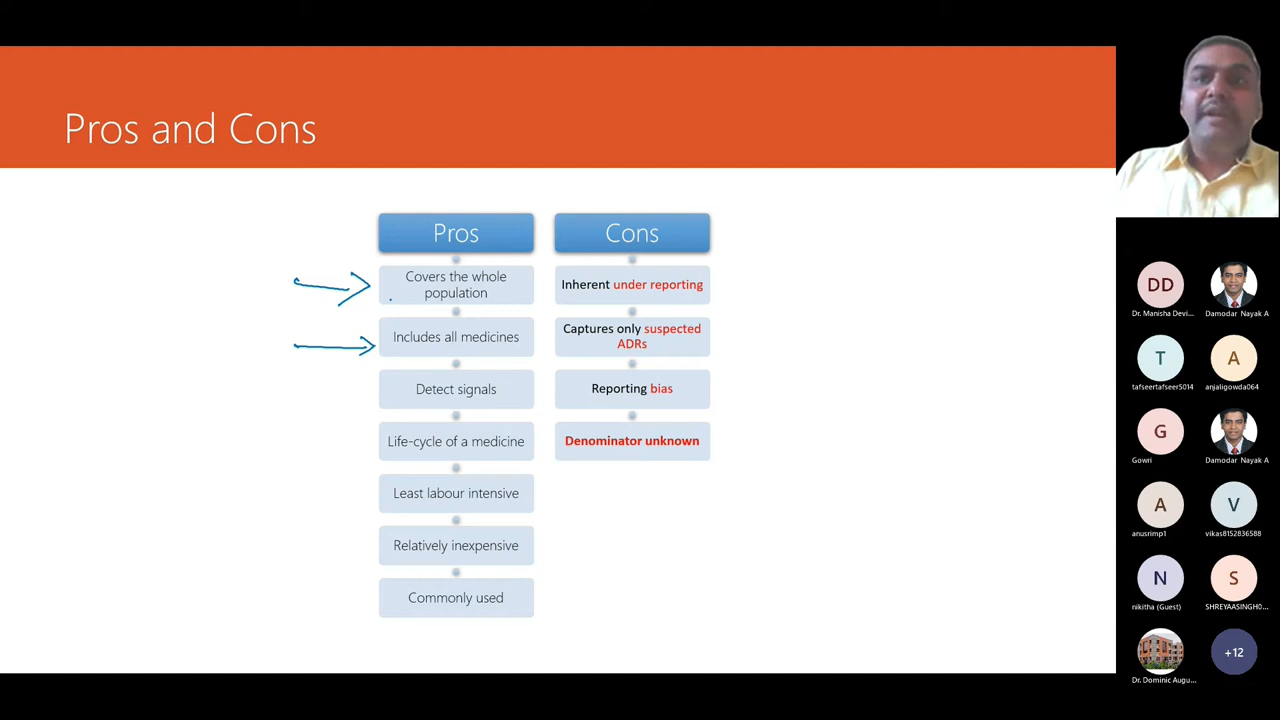 Pros and Cons
Pros
Cons
Covers the whole
population
Inherent under reporting
Includes all medicines
Captures only suspected
ADRs
Detect signals
Reporting bias
Life-cycle of a medicine
Denominator unknown
Least labour intensive
Relatively inexpensive
Commonly used
DD
Dr. Manisha Devi...
Damodar Nayak A
T
tafseertafseer5014
A
anjaligowda064
G
Gowri
Damodar Nayak A
A
anusrimp1
V
vikas8152836588
N
nikitha (Guest)
S
SHREYAASINGH0...
Dr. Dominic Augu...
+12